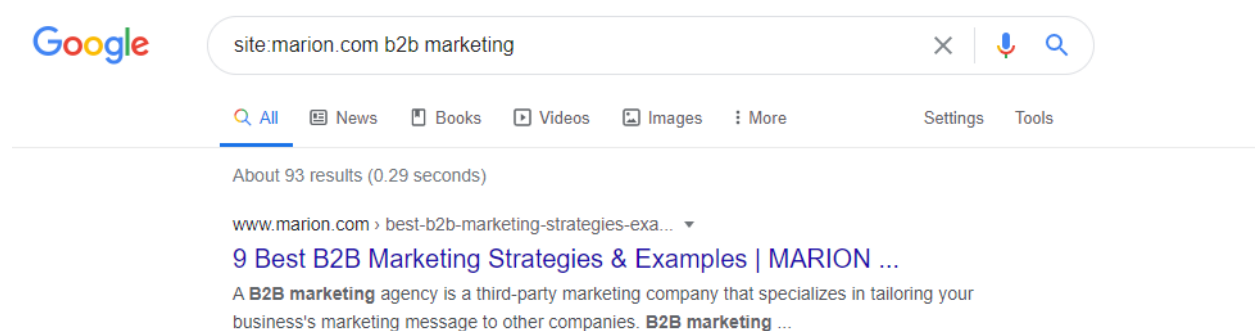 Google site:marion.com b2b marketing
All News Books Videos Images More Settings Tools
About 93 results (0.29 seconds)
www.marion.com › best-b2b-marketing-strategies-exa...
9 Best B2B Marketing Strategies & Examples | MARION ...
A B2B marketing agency is a third-party marketing company that specializes in tailoring your
business's marketing message to other companies. B2B marketing ...